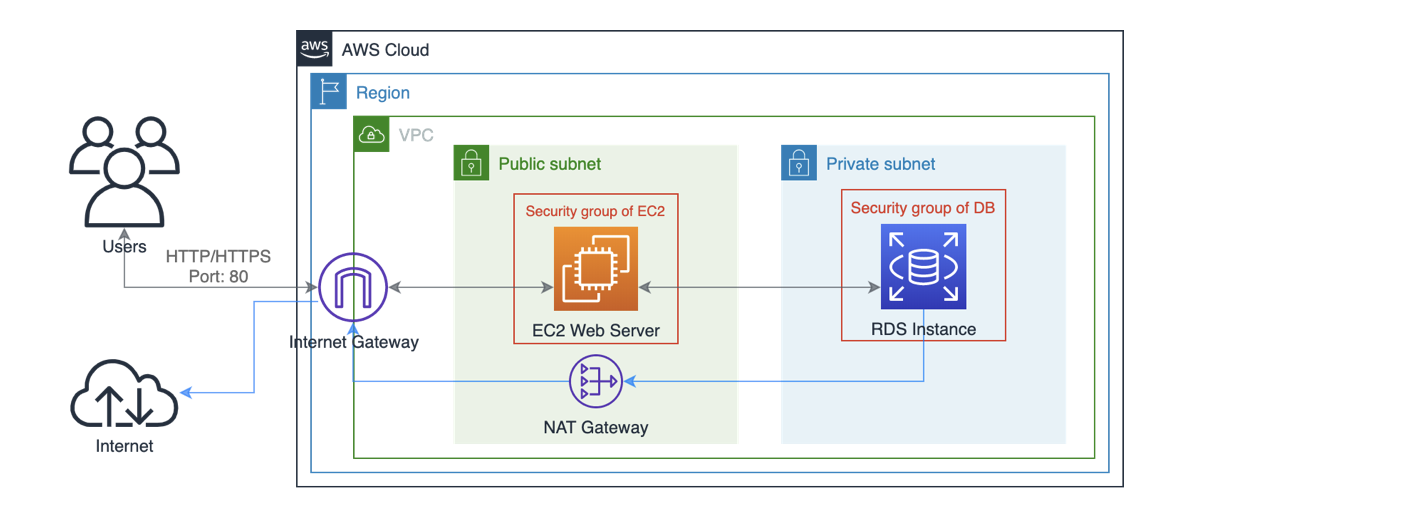 aws
AWS Cloud
Region
VPC
Public subnet
Private subnet
Security group of EC2
Security group of DB
Users
HTTP/HTTPS
Port: 80
EC2 Web Server
RDS Instance
Internet Gateway
NAT Gateway
Internet